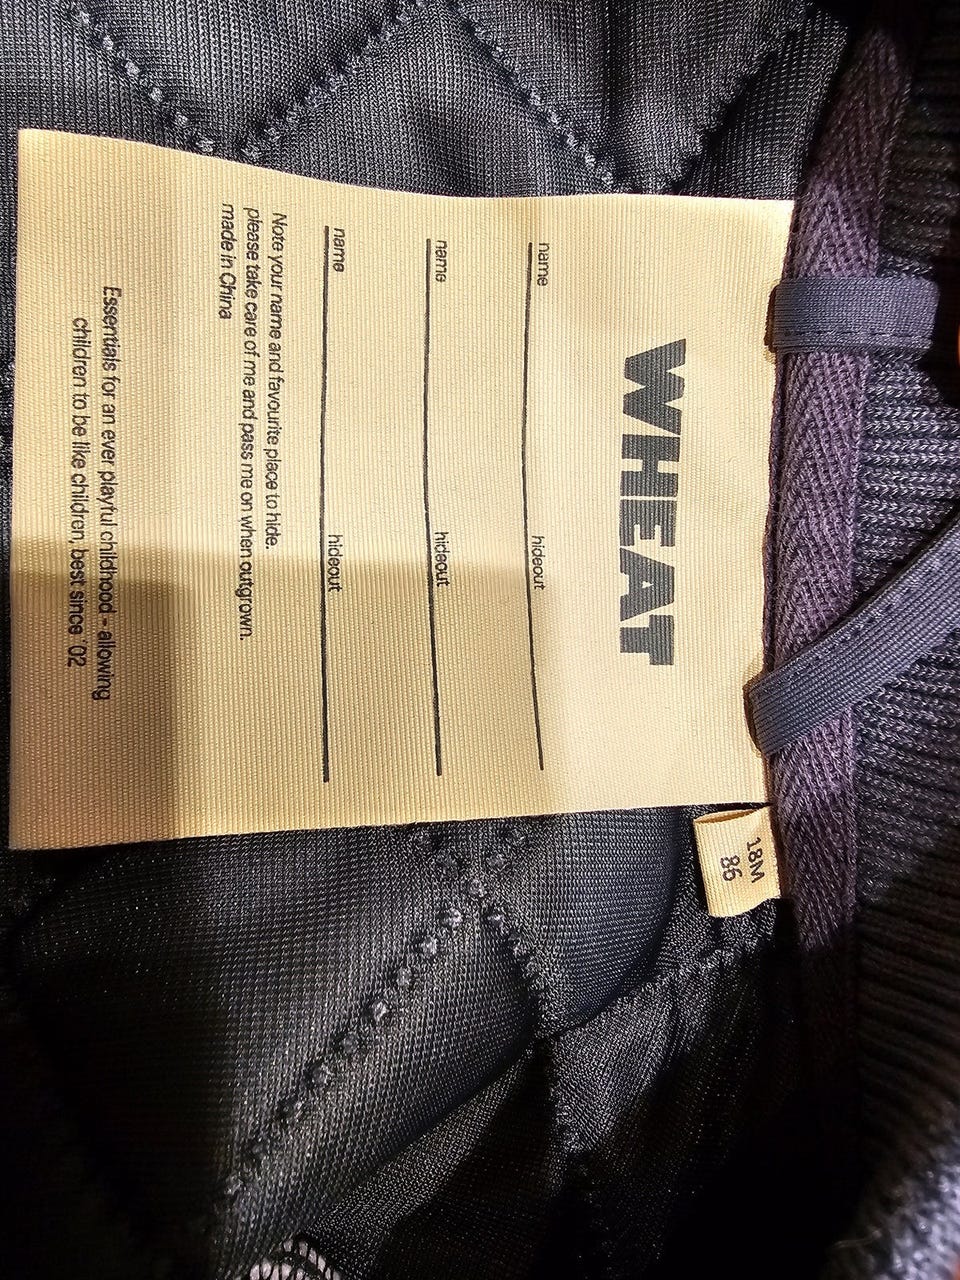 WHEAT
name hideout
name hideout
name hideout
Note your name and favourite place to hide.
please take care of me and pass me on when outgrown.
made in China
Essentials for an ever playful childhood - allowing
children to be like children, best since '02
18M
86